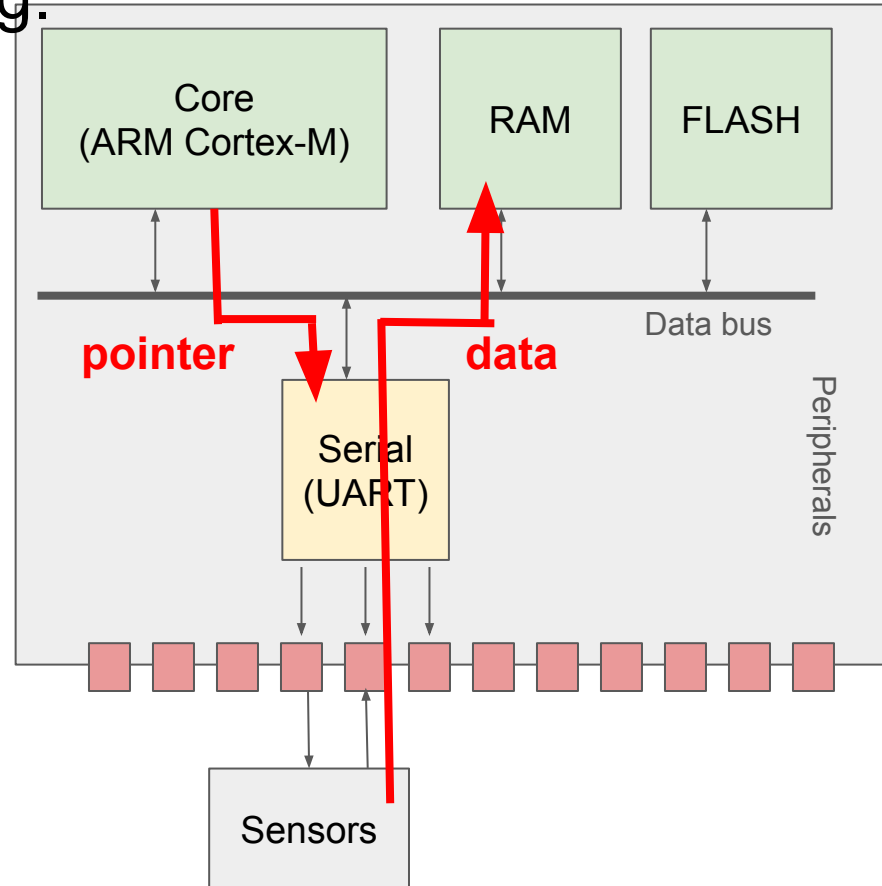 g.
Core
(ARM Cortex-M)
RAM
FLASH
Data bus
pointer
data
Peripherals
Serial
(UART)
Sensors